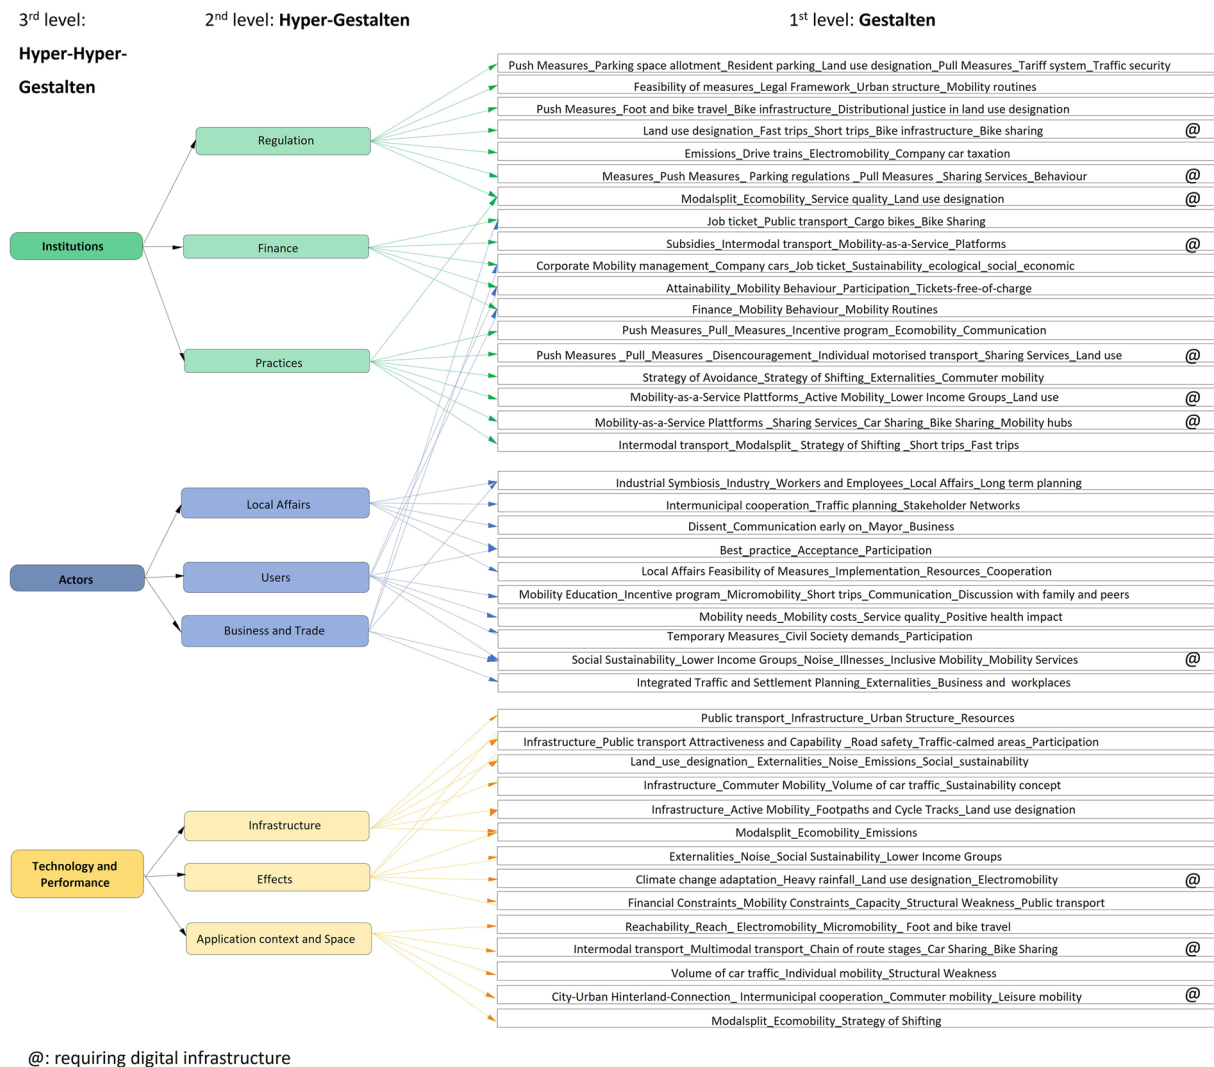 3rd level:
Hyper-Hyper-
Gestalten
2nd level: Hyper-Gestalten
1st level: Gestalten
Institutions
Regulation
Finance
Practices
Push Measures_Parking space allotment_Resident parking_Land use designation_Pull Measures_Tariff system_Traffic security
Feasibility of measures_Legal Framework_Urban structure_Mobility routines
Push Measures_Foot and bike travel_Bike infrastructure_Distributional justice in land use designation
Land use designation_Fast trips_Short trips_Bike infrastructure_Bike sharing @
Emissions_Drive trains_Electromobility_Company car taxation
Measures_Push Measures_ Parking regulations _Pull Measures _Sharing Services_Behaviour @
Modalsplit_Ecomobility_Service quality_Land use designation @
Job ticket_Public transport_Cargo bikes_Bike Sharing
Subsidies_Intermodal transport_Mobility-as-a-Service_Platforms @
Corporate Mobility management_Company cars_Job ticket_Sustainability_ecological_social_economic
Attainability_Mobility Behaviour_Participation_Tickets-free-of-charge
Finance_Mobility Behaviour_Mobility Routines
Push Measures_Pull_Measures_Incentive program_Ecomobility_Communication
Push Measures _Pull_Measures _Disencouragement_Individual motorised transport_Sharing Services_Land use @
Strategy of Avoidance_Strategy of Shifting_Externalities_Commuter mobility
Mobility-as-a-Service Plattforms_Active Mobility_Lower Income Groups_Land use @
Mobility-as-a-Service Plattforms _Sharing Services_Car Sharing_Bike Sharing_Mobility hubs @
Intermodal transport_Modalsplit_ Strategy of Shifting _Short trips_Fast trips
Actors
Local Affairs
Users
Business and Trade
Industrial Symbiosis_Industry_Workers and Employees_Local Affairs_Long term planning
Intermunicipal cooperation_Traffic planning_Stakeholder Networks
Dissent_Communication early on_Mayor_Business
Best_practice_Acceptance_Participation
Local Affairs Feasibility of Measures_Implementation_Resources_Cooperation
Mobility Education_Incentive program_Micromobility_Short trips_Communication_Discussion with family and peers
Mobility needs_Mobility costs_Service quality_Positive health impact
Temporary Measures_Civil Society demands_Participation
Social Sustainability_Lower Income Groups_Noise_Illnesses_Inclusive Mobility_Mobility Services @
Integrated Traffic and Settlement Planning_Externalities_Business and workplaces
Technology and
Performance
Infrastructure
Effects
Application context and Space
Public transport_Infrastructure_Urban Structure_Resources
Infrastructure_Public transport Attractiveness and Capability _Road safety_Traffic-calmed areas_Participation
Land_use_designation_ Externalities_Noise_Emissions_Social_sustainability
Infrastructure_Commuter Mobility_Volume of car traffic_Sustainability concept
Infrastructure_Active Mobility_Footpaths and Cycle Tracks_Land use designation
Modalsplit_Ecomobility_Emissions
Externalities_Noise_Social Sustainability_Lower Income Groups
Climate change adaptation_Heavy rainfall_Land use designation_Electromobility @
Financial Constraints_Mobility Constraints_Capacity_Structural Weakness_Public transport
Reachability_Reach_ Electromobility_Micromobility_ Foot and bike travel
Intermodal transport_Multimodal transport_Chain of route stages_Car Sharing_Bike Sharing @
Volume of car traffic_Individual mobility_Structural Weakness
City-Urban Hinterland-Connection_ Intermunicipal cooperation_Commuter mobility_Leisure mobility @
Modalsplit_Ecomobility_Strategy of Shifting
@: requiring digital infrastructure